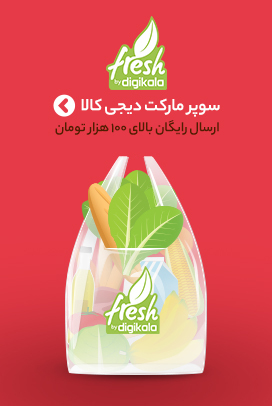 fresh
by digikala
سوپر مارکت دیجی کالا
ارسال رایگان بالای ۱۰۰ هزار تومان
fresh
by digikala